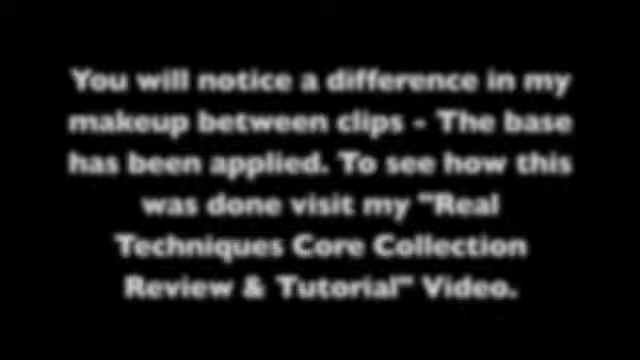 You will notice a difference in my
makeup between clips - The base
has been applied. To see how this
was done visit my "Real
Techniques Core Collection
Review & Tutorial" Video.